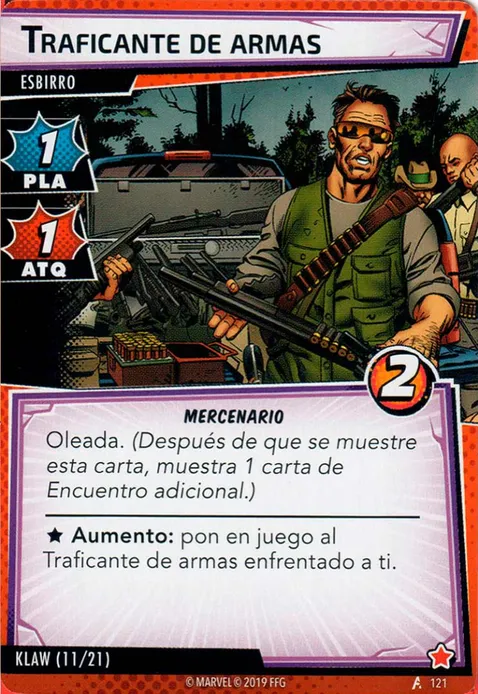 TRAFICANTE DE ARMAS
ESBIRRO
1
PLA
1
ATQ
2
MERCENARIO
Oleada. (Después de que se muestre
esta carta, muestra 1 carta de
Encuentro adicional.)
★ Aumento: pon en juego al
Traficante de armas enfrentado a ti.
KLAW (11/21)
© MARVEL © 2019 FFG
121